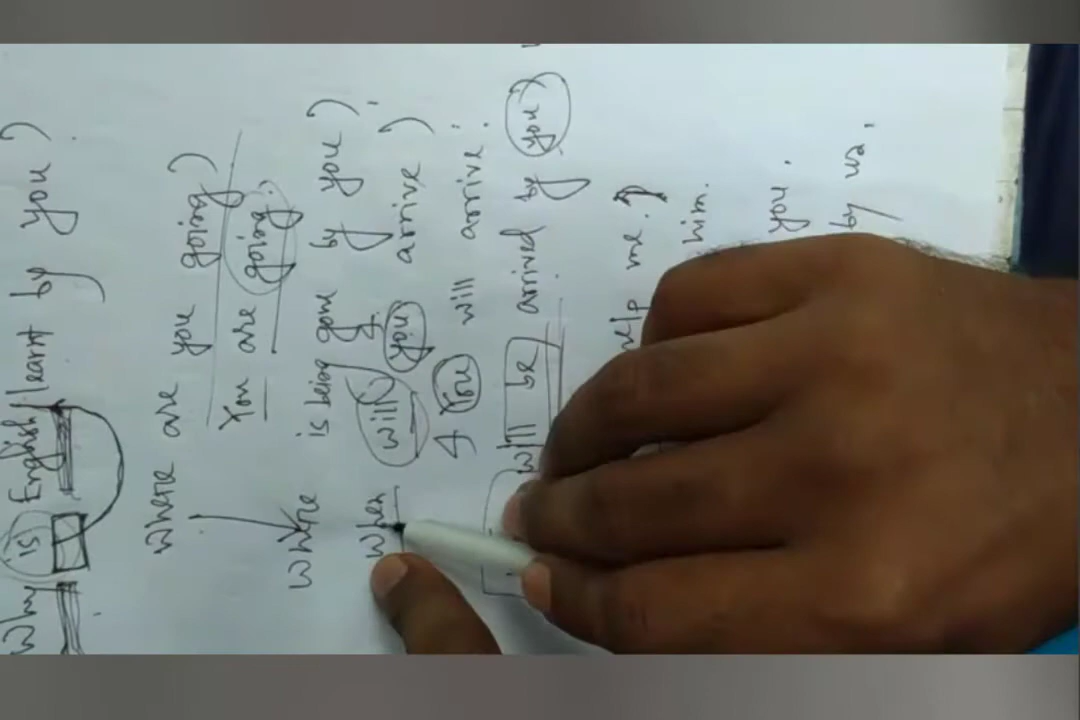 Why is English learnt by you ?
Where are you going ?
You are going.
Where is being gone by you ?
When will you arrive ?
You will arrive.
will be arrived by you ?
help me.
him.
you.
by us.